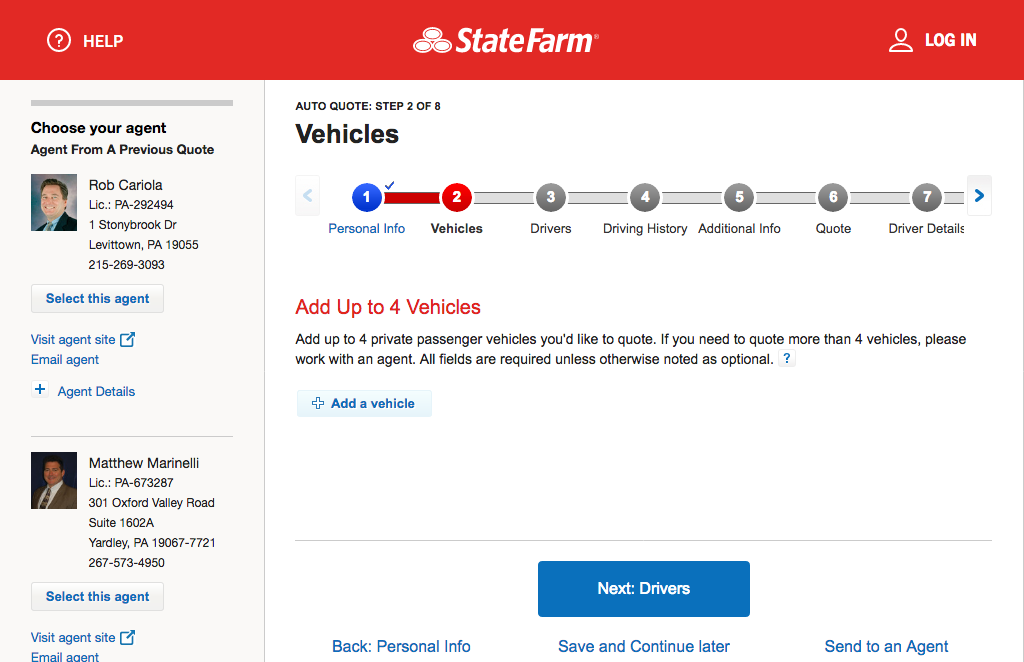 ? HELP
StateFarm®
LOG IN
Choose your agent
Agent From A Previous Quote
Rob Cariola
Lic.: PA-292494
1 Stonybrook Dr
Levittown, PA 19055
215-269-3093
Select this agent
Visit agent site
Email agent
+ Agent Details
Matthew Marinelli
Lic.: PA-673287
301 Oxford Valley Road
Suite 1602A
Yardley, PA 19067-7721
267-573-4950
Select this agent
Visit agent site
Email agent
AUTO QUOTE: STEP 2 OF 8
Vehicles
1 2 3 4 5 6 7
Personal Info Vehicles Drivers Driving History Additional Info Quote Driver Details
Add Up to 4 Vehicles
Add up to 4 private passenger vehicles you'd like to quote. If you need to quote more than 4 vehicles, please
work with an agent. All fields are required unless otherwise noted as optional. ?
Add a vehicle
Next: Drivers
Back: Personal Info Save and Continue later Send to an Agent